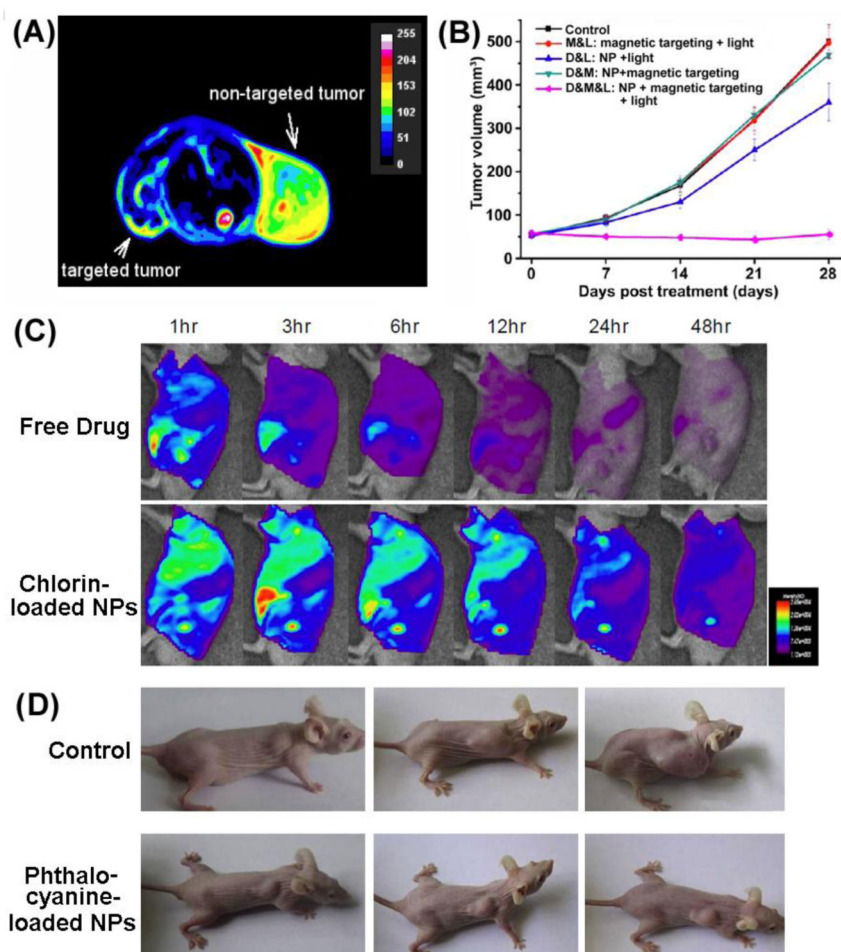 (A)
non-targeted tumor
targeted tumor
255
204
153
102
51
0
(B)
Control
M&L: magnetic targeting + light
D&L: NP +light
D&M: NP+magnetic targeting
D&M&L: NP + magnetic targeting
+ light
Tumor volume (mm³)
500
400
300
200
100
50
0
0 7 14 21 28
Days post treatment (days)
(C)
1hr 3hr 6hr 12hr 24hr 48hr
Free Drug
Chlorin-
loaded NPs
(D)
Control
Phthalo-
cyanine-
loaded NPs